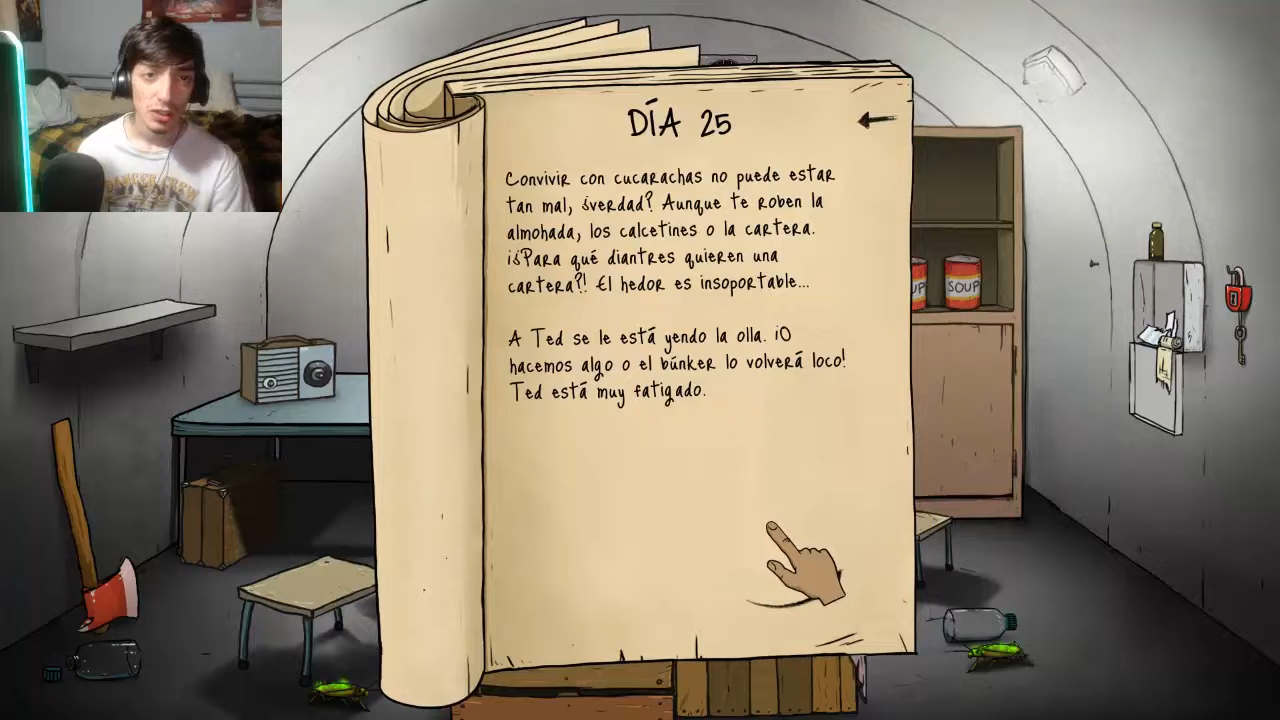 DÍA 25
Convivir con cucarachas no puede estar
tan mal, ¿verdad? Aunque te roben la
almohada, los calcetines o la cartera.
¡¿Para qué diantres quieren una
cartera?! El hedor es insoportable...
A Ted se le está yendo la olla. ¡O
hacemos algo o el búnker lo volverá loco!
Ted está muy fatigado.
UP
SOUP